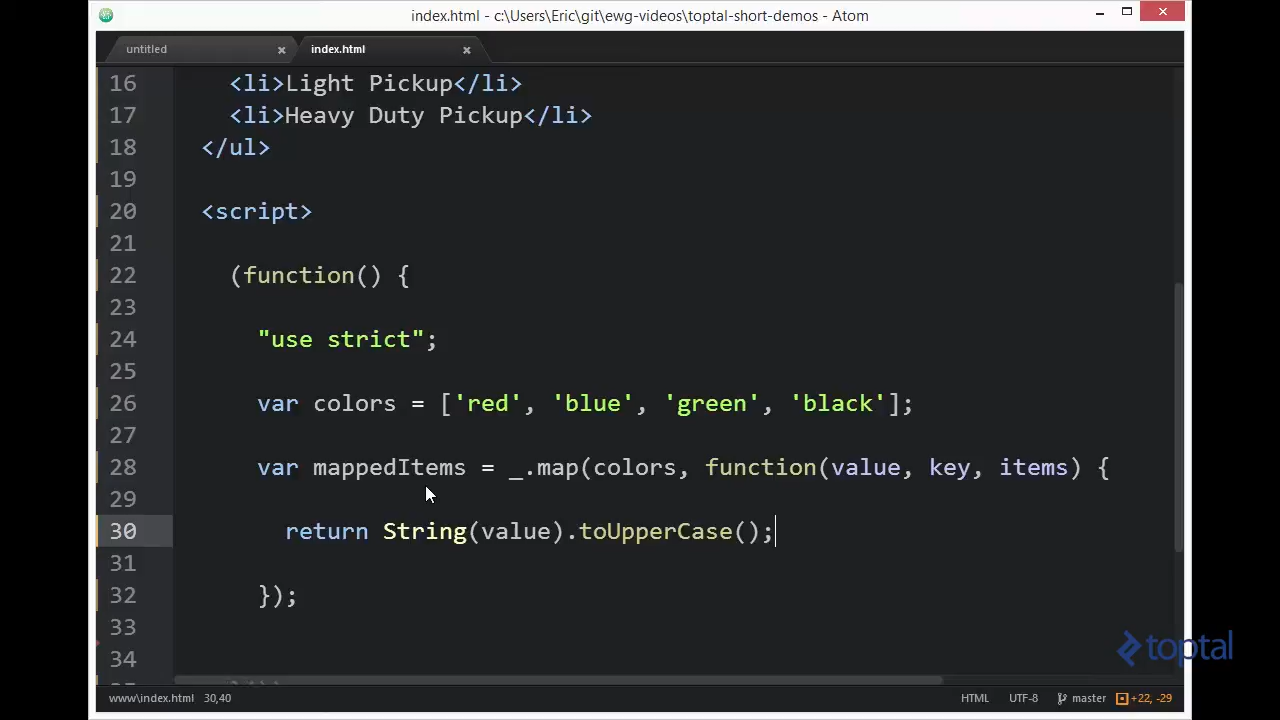 index.html - c:\Users\Eric\git\ewg-videos\toptal-short-demos - Atom
untitled
index.html
16 <li>Light Pickup</li>
17 <li>Heavy Duty Pickup</li>
18 </ul>
19
20 <script>
21
22 (function() {
23
24 "use strict";
25
26 var colors = ['red', 'blue', 'green', 'black'];
27
28 var mappedItems = _.map(colors, function(value, key, items) {
29
30 return String(value).toUpperCase();
31
32 });
33
34
toptal
www\index.html 30,40 HTML UTF-8 master +22, -29